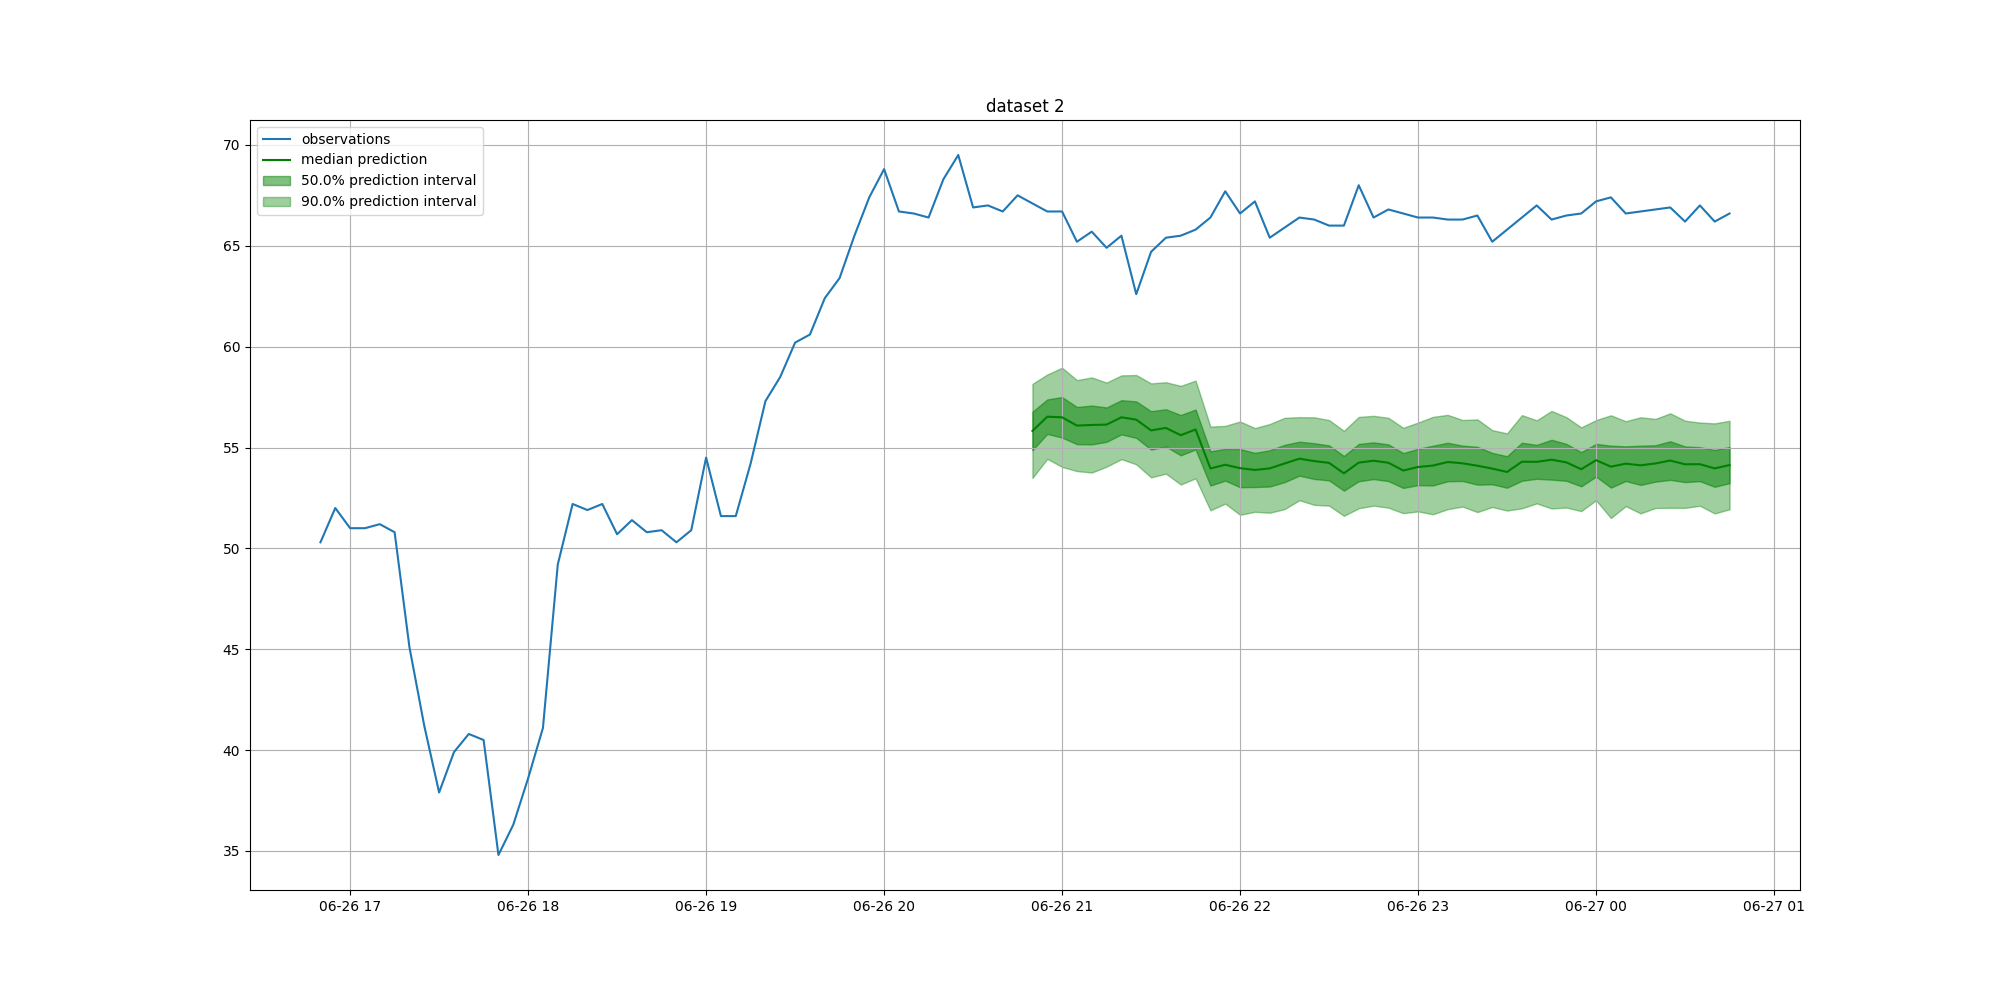 dataset 2
observations
median prediction
50.0% prediction interval
90.0% prediction interval
70
65
60
55
50
45
40
35
06-26 17 06-26 18 06-26 19 06-26 20 06-26 21 06-26 22 06-26 23 06-27 00 06-27 01